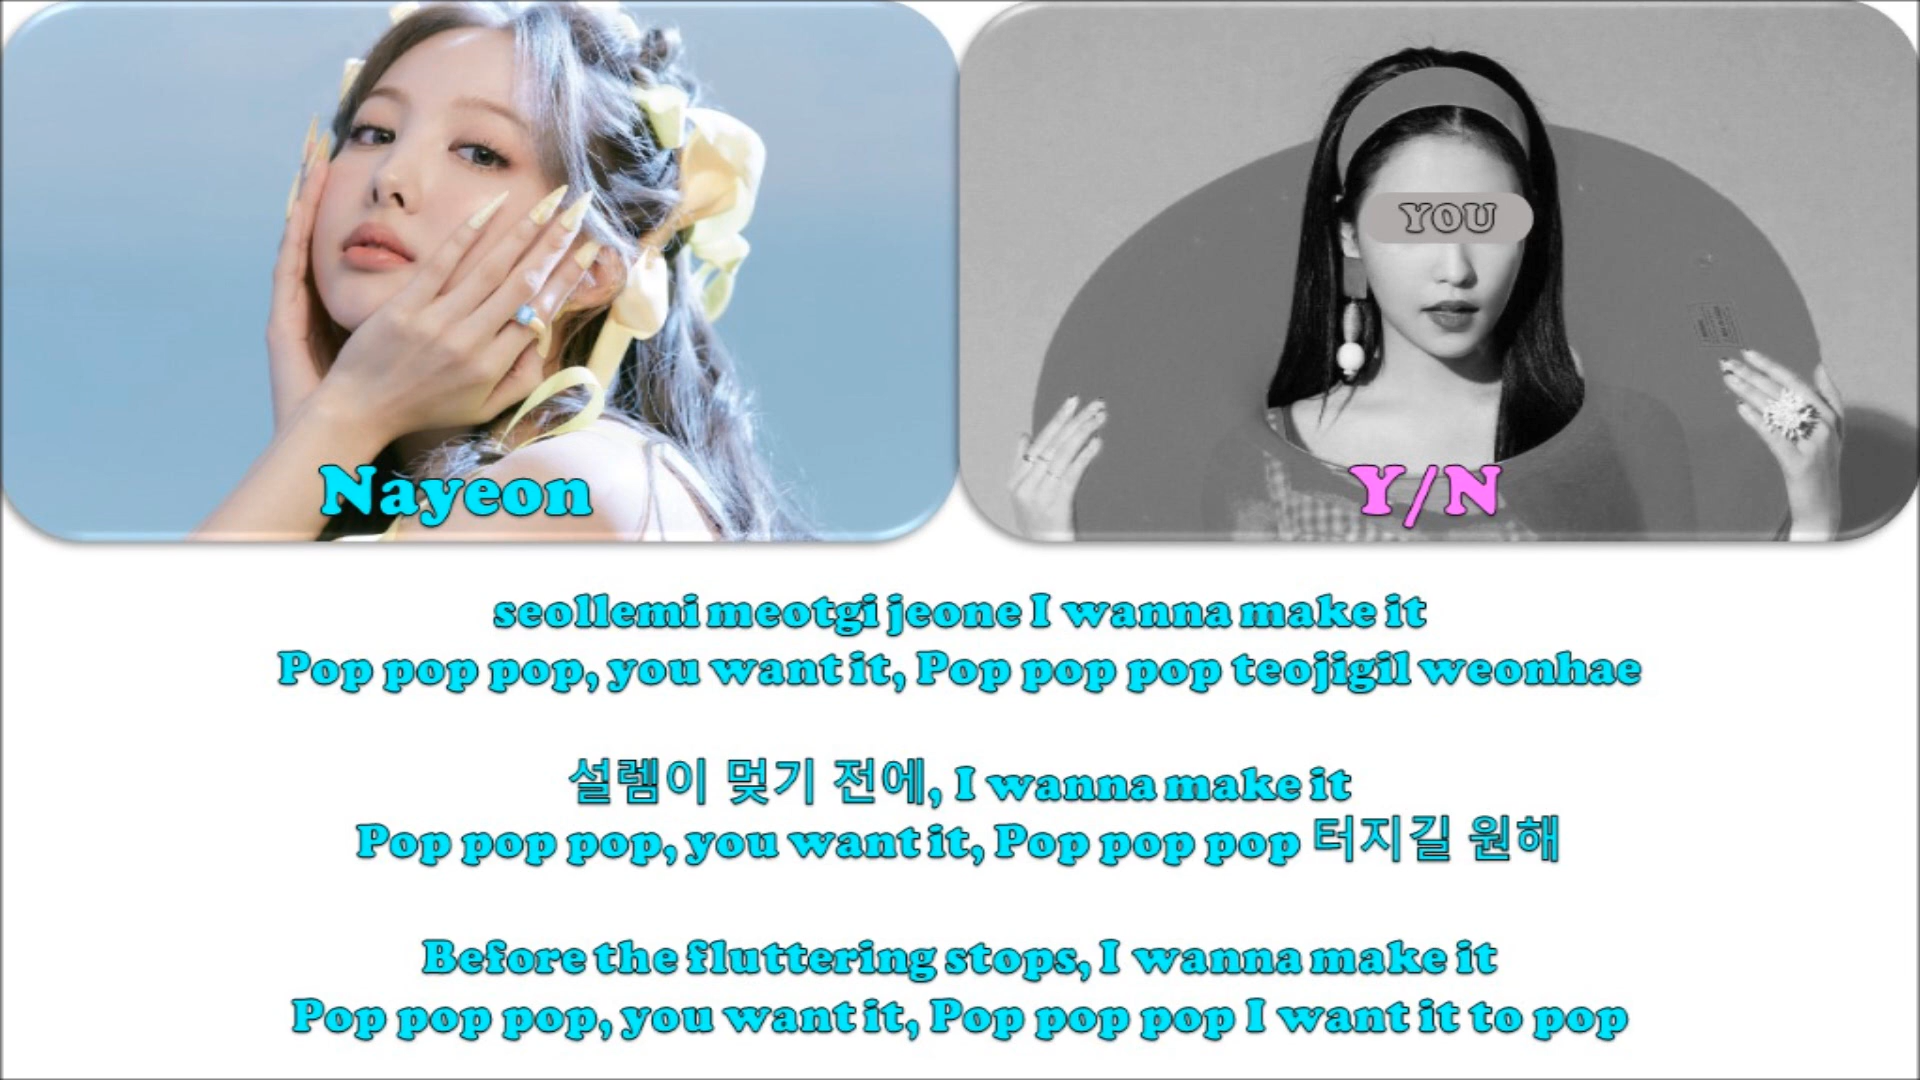 YOU
Nayeon
Y/N
seollemi meotgi jeone I wanna make it
Pop pop pop, you want it, Pop pop pop teojigil weonhae
설렘이 멎기 전에, I wanna make it
Pop pop pop, you want it, Pop pop pop 터지길 원해
Before the fluttering stops, I wanna make it
Pop pop pop, you want it, Pop pop pop I want it to pop